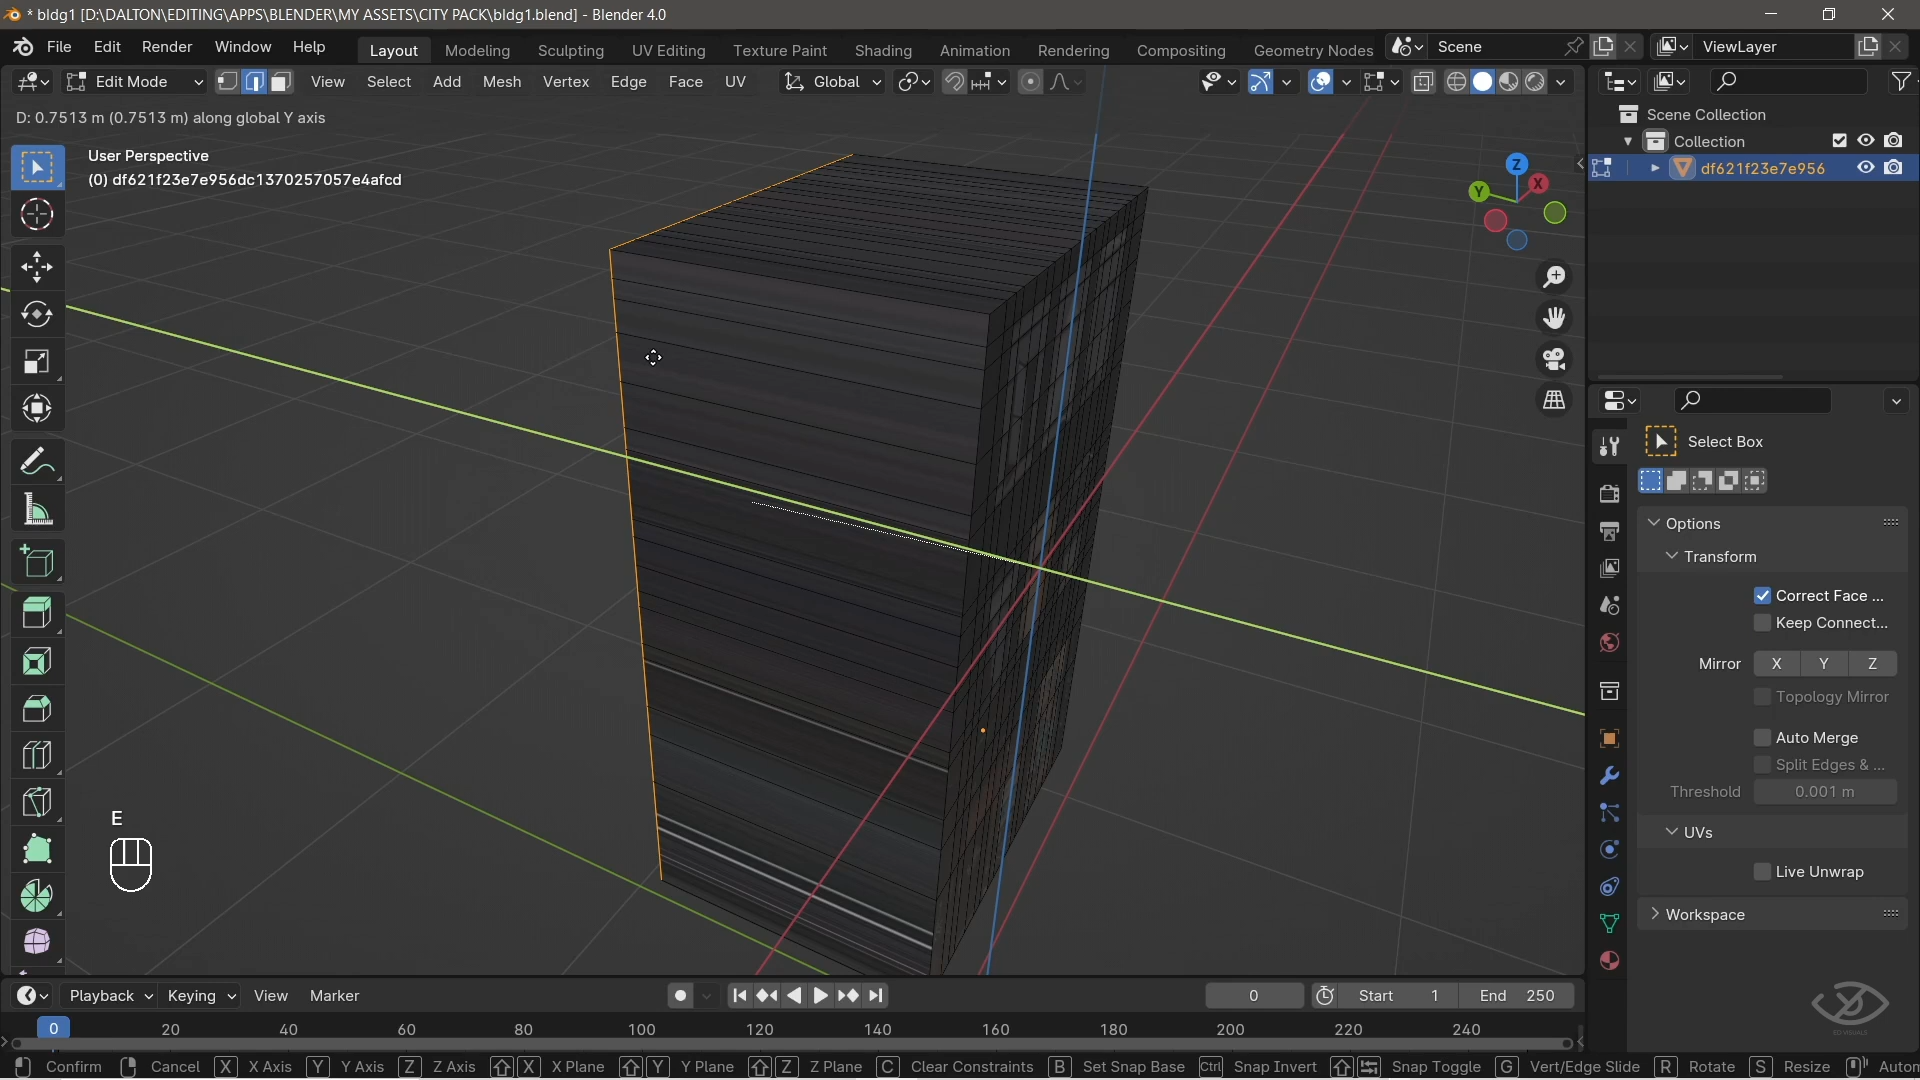 * bldg1 [D:\DALTON\EDITING\APPS\BLENDER\MY ASSETS\CITY PACK\bldg1.blend] - Blender 4.0
File Edit Render Window Help Layout Modeling Sculpting UV Editing Texture Paint Shading Animation Rendering Compositing Geometry Nodes Scene ViewLayer
Edit Mode View Select Add Mesh Vertex Edge Face UV Global
D: 0.7513 m (0.7513 m) along global Y axis
User Perspective
(0) df621f23e7e956dc1370257057e4afcd
Z
Y
X
Scene Collection
Collection
df621f23e7e956
Select Box
Options
Transform
Correct Face ...
Keep Connect...
Mirror X Y Z
Topology Mirror
Auto Merge
Split Edges & ...
Threshold 0.001 m
UVs
Live Unwrap
Workspace
E
Playback Keying View Marker 0 Start 1 End 250
0 20 40 60 80 100 120 140 160 180 200 220 240
Confirm Cancel X X Axis Y Y Axis Z Z Axis X X Plane Y Y Plane Z Z Plane C Clear Constraints B Set Snap Base Ctrl Snap Invert Snap Toggle G Vert/Edge Slide R Rotate S Resize Autom